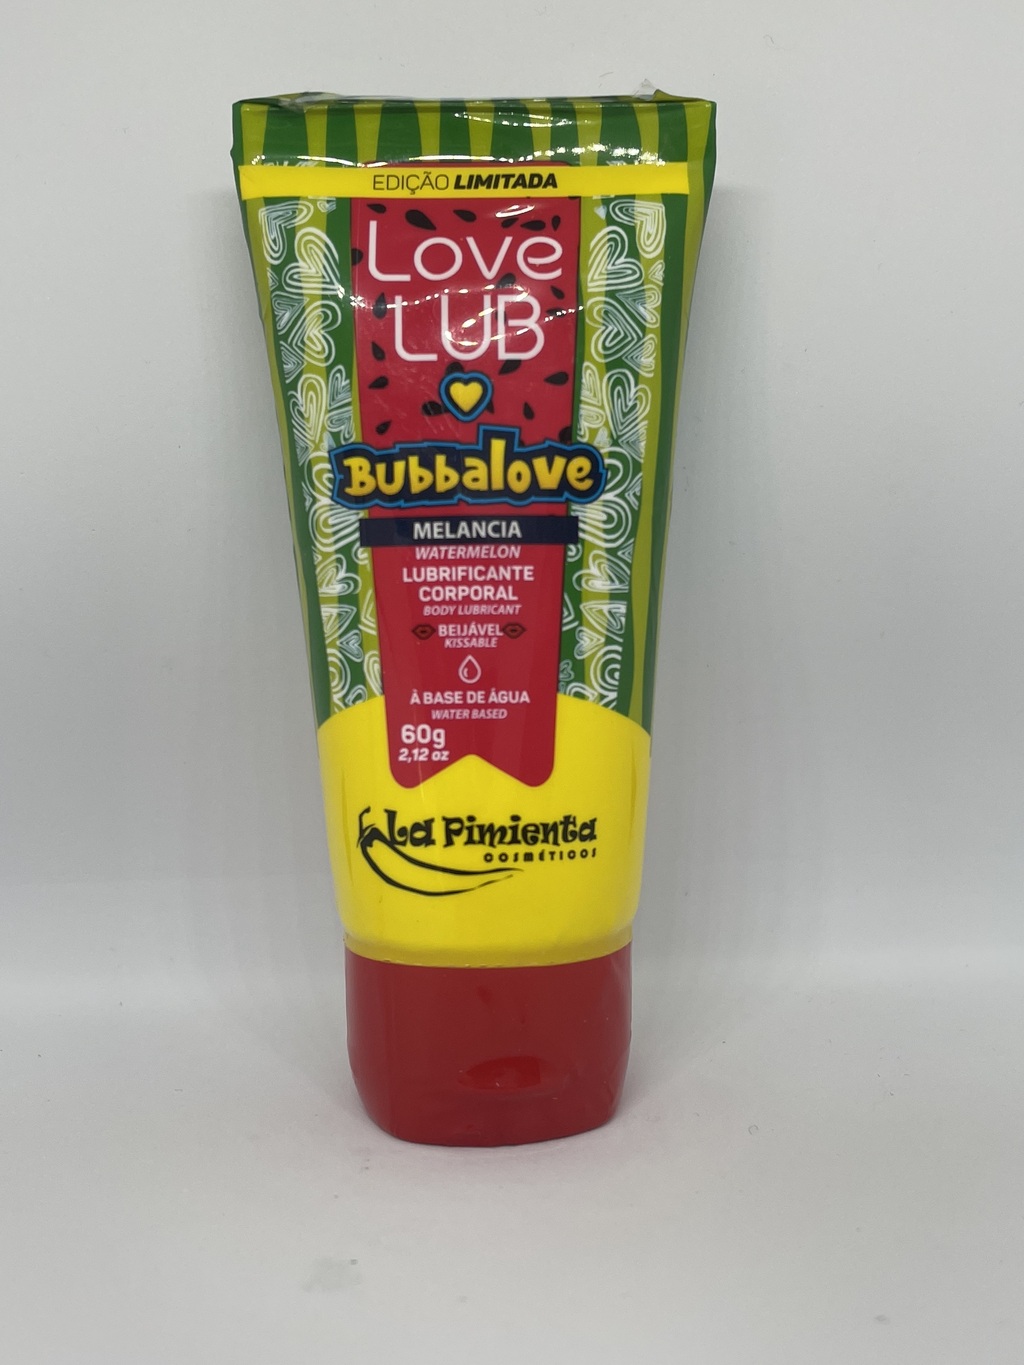 EDIÇÃO LIMITADA
Love
LUB
Bubbalove
MELANCIA
WATERMELON
LUBRIFICANTE
CORPORAL
BODY LUBRICANT
BEIJÁVEL
KISSABLE
À BASE DE ÁGUA
WATER BASED
60g
2,12 oz
La Pimienta
COSMÉTICOS